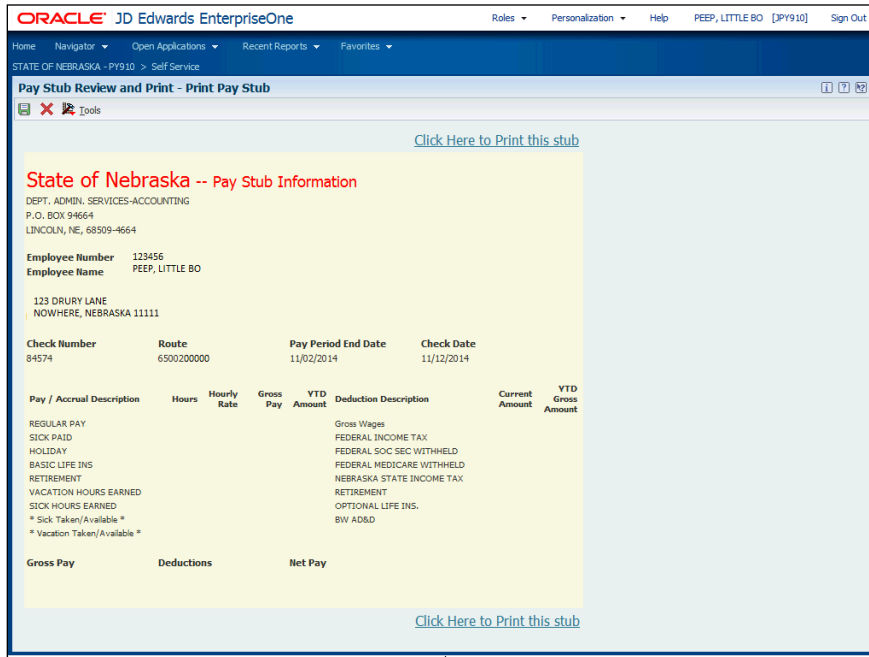 ORACLE® JD Edwards EnterpriseOne Roles Personalization Help PEEP, LITTLE BO [JPY910] Sign Out
Home Navigator Open Applications Recent Reports Favorites
STATE OF NEBRASKA - PY910 > Self Service
Pay Stub Review and Print - Print Pay Stub
Tools
Click Here to Print this stub
State of Nebraska -- Pay Stub Information
DEPT. ADMIN. SERVICES-ACCOUNTING
P.O. BOX 94664
LINCOLN, NE, 68509-4664
Employee Number 123456
Employee Name PEEP, LITTLE BO
123 DRURY LANE
NOWHERE, NEBRASKA 11111
Check Number Route Pay Period End Date Check Date
84574 6500200000 11/02/2014 11/12/2014
Pay / Accrual Description Hours Hourly Rate Gross Pay YTD Amount Deduction Description Current Amount YTD Gross Amount
REGULAR PAY Gross Wages
SICK PAID FEDERAL INCOME TAX
HOLIDAY FEDERAL SOC SEC WITHHELD
BASIC LIFE INS FEDERAL MEDICARE WITHHELD
RETIREMENT NEBRASKA STATE INCOME TAX
VACATION HOURS EARNED RETIREMENT
SICK HOURS EARNED OPTIONAL LIFE INS.
* Sick Taken/Available * BW AD&D
* Vacation Taken/Available *
Gross Pay Deductions Net Pay
Click Here to Print this stub